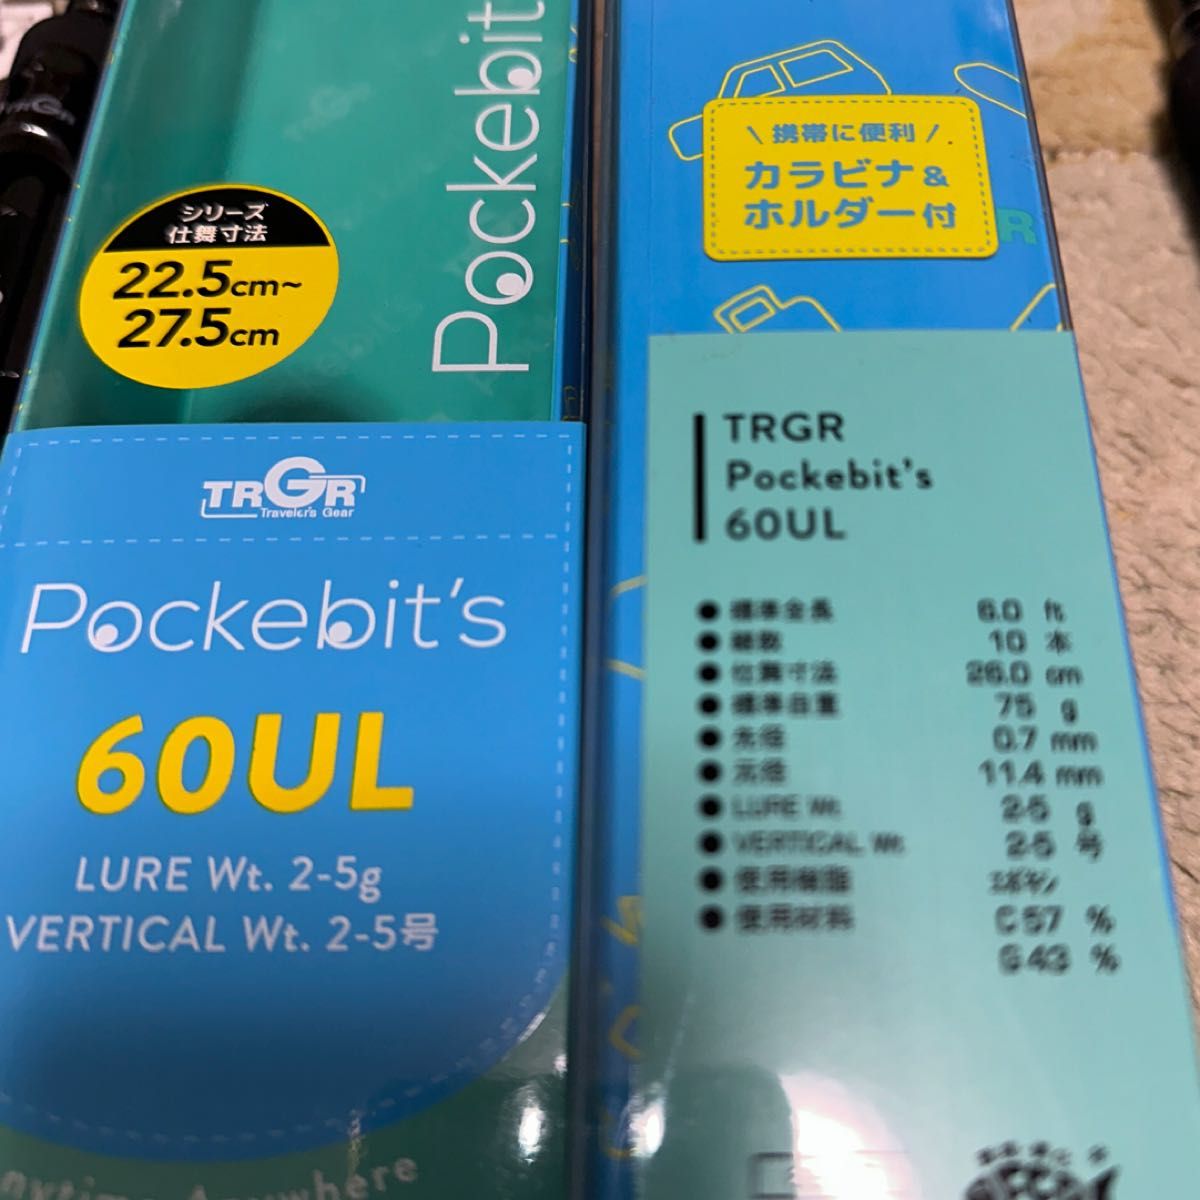 TRGR
シリーズ
仕舞寸法
22.5cm~
27.5cm
Pockebit
TRGR
Traveler's Gear
Pockebit's
60UL
LURE Wt. 2-5g
VERTICAL Wt. 2-5号
Anywhere
\ 携帯に便利 /
カラビナ&
ホルダー付
TRGR
Pockebit's
60UL
● 標準全長 6.0 ft
● 継数 10 本
● 仕舞寸法 26.0 cm
● 標準自重 75 g
● 先径 0.7 mm
● 元径 11.4 mm
● LURE Wt. 2-5 g
● VERTICAL Wt. 2-5 号
● 使用樹脂 エポキシ
● 使用材料 C 57 %
G 43 %